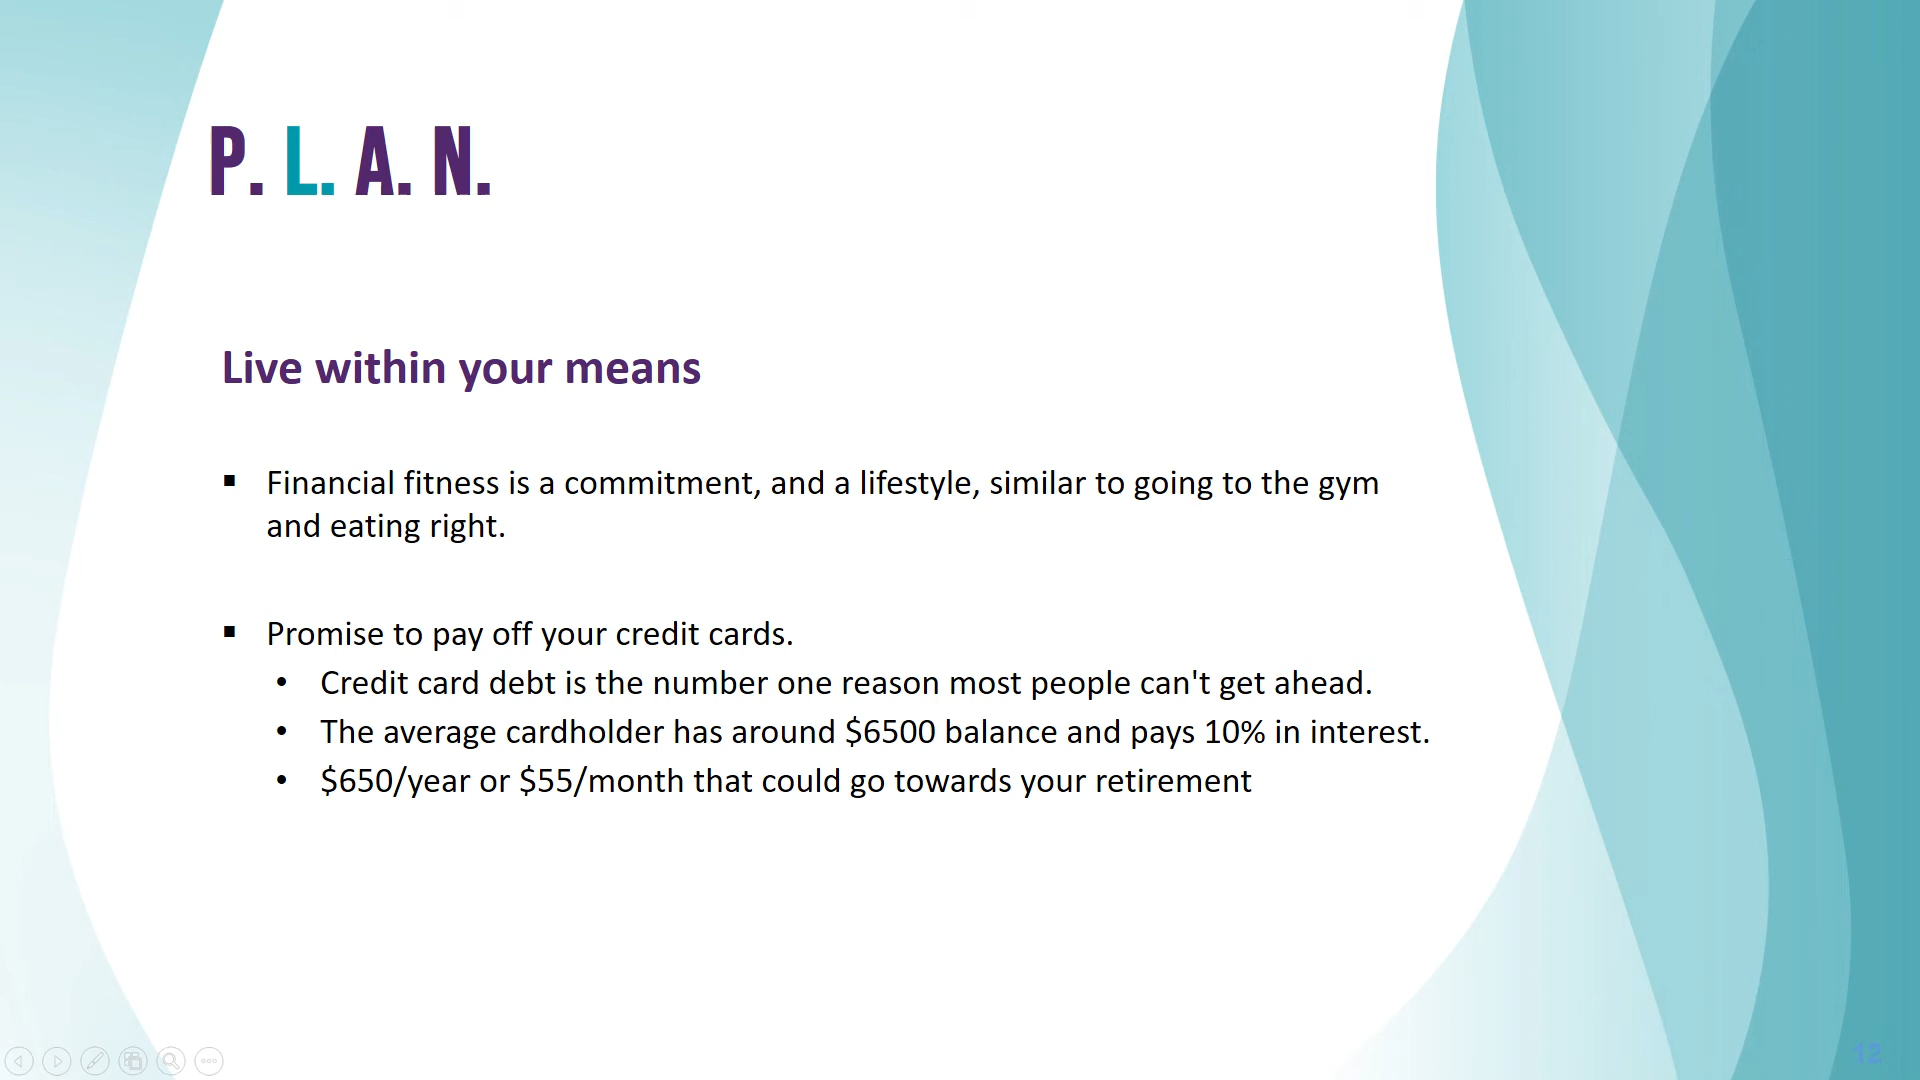 P. L. A. N.
Live within your means
▪ Financial fitness is a commitment, and a lifestyle, similar to going to the gym
and eating right.
▪ Promise to pay off your credit cards.
• Credit card debt is the number one reason most people can't get ahead.
• The average cardholder has around $6500 balance and pays 10% in interest.
• $650/year or $55/month that could go towards your retirement
12